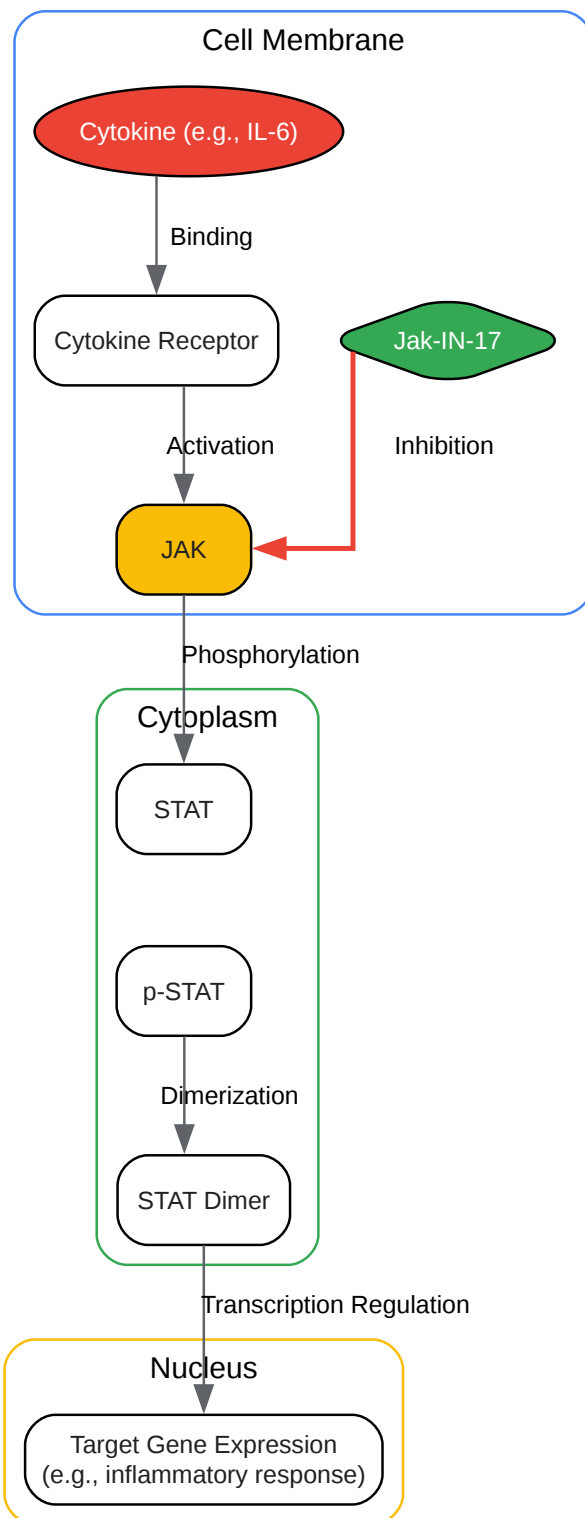 Cell Membrane
Cytokine (e.g., IL-6)
Binding
Cytokine Receptor
Jak-IN-17
Activation
Inhibition
JAK
Phosphorylation
Cytoplasm
STAT
p-STAT
Dimerization
STAT Dimer
Transcription Regulation
Nucleus
Target Gene Expression
(e.g., inflammatory response)